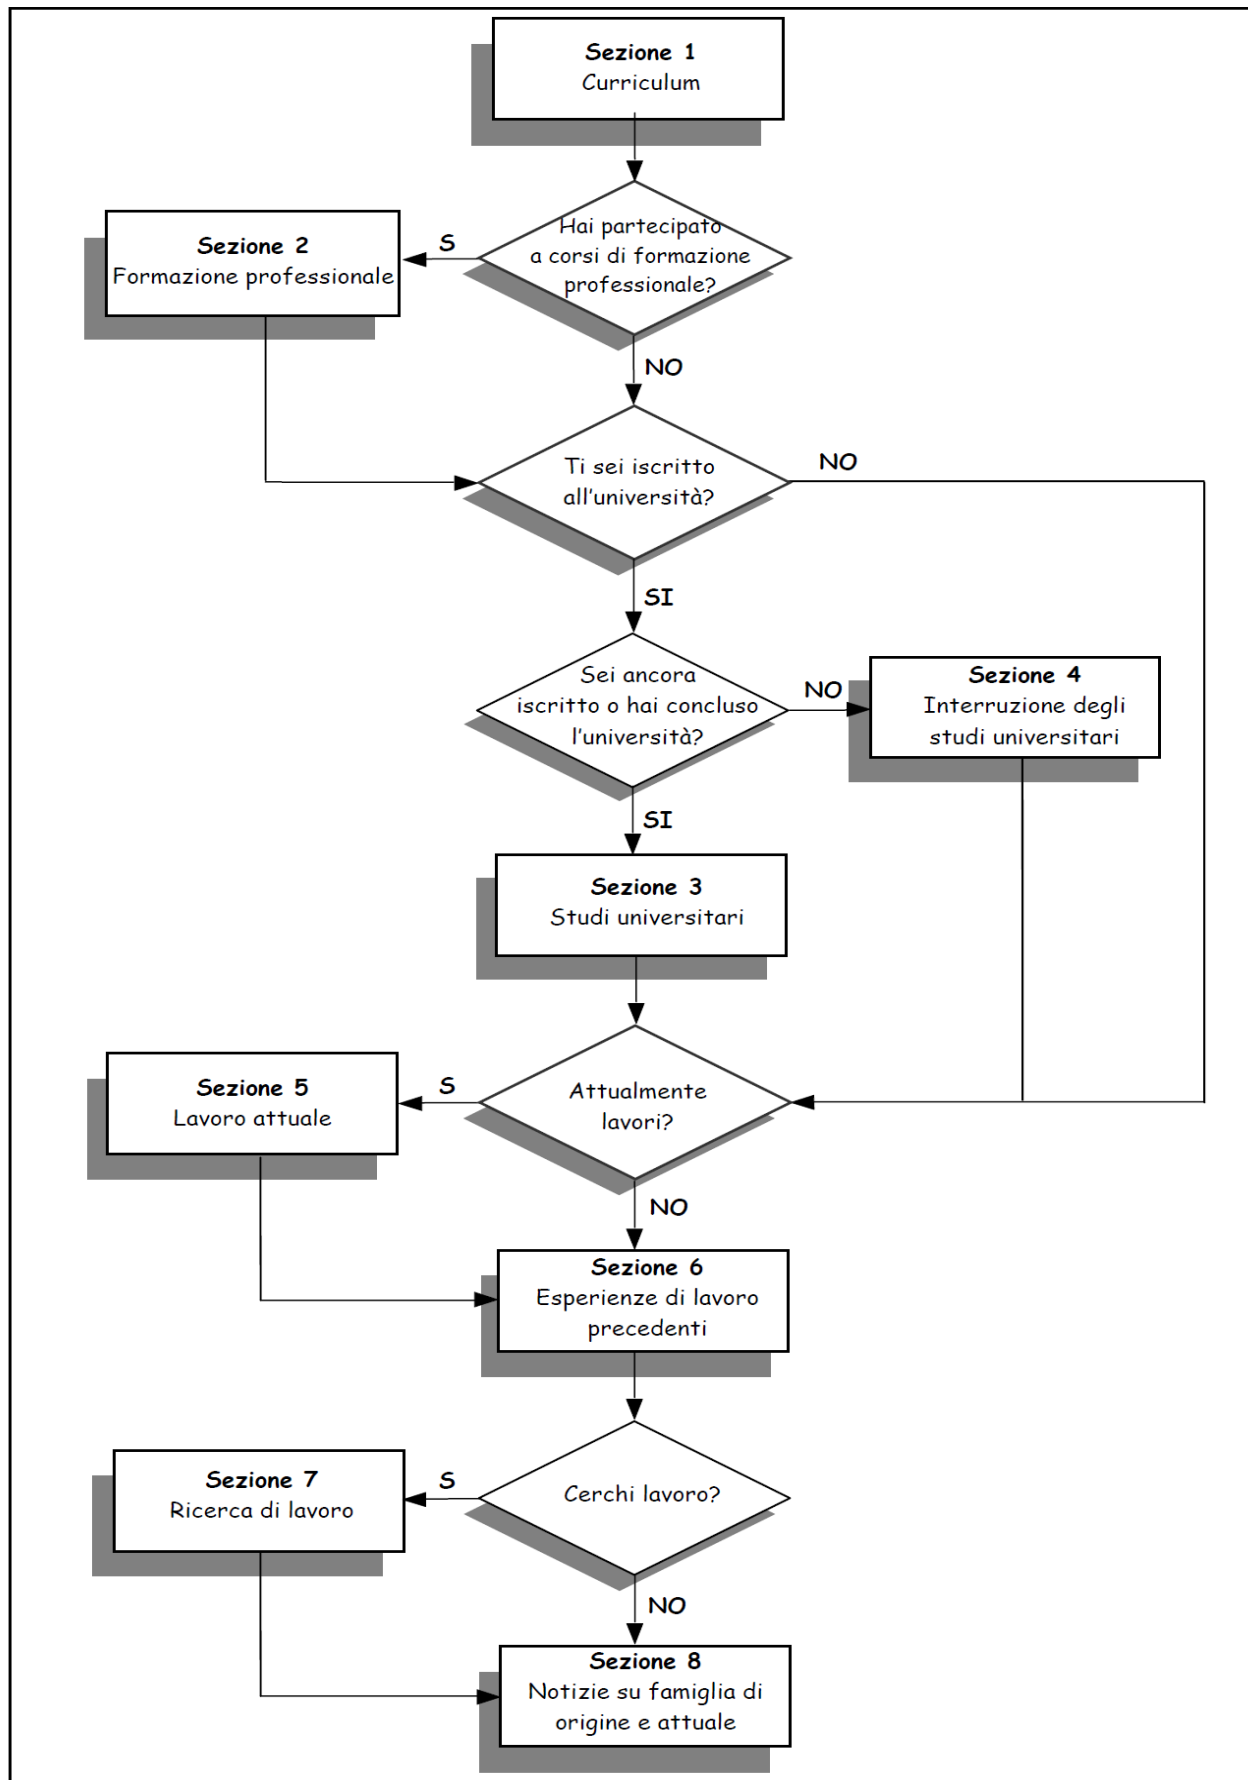 Sezione 1
Curriculum
Hai partecipato
a corsi di formazione
professionale?
S
Sezione 2
Formazione professionale
NO
Ti sei iscritto
all'università?
NO
SI
Sei ancora
iscritto o hai concluso
l'università?
NO
Sezione 4
Interruzione degli
studi universitari
SI
Sezione 3
Studi universitari
Attualmente
lavori?
S
Sezione 5
Lavoro attuale
NO
Sezione 6
Esperienze di lavoro
precedenti
Cerchi lavoro?
S
Sezione 7
Ricerca di lavoro
NO
Sezione 8
Notizie su famiglia di
origine e attuale